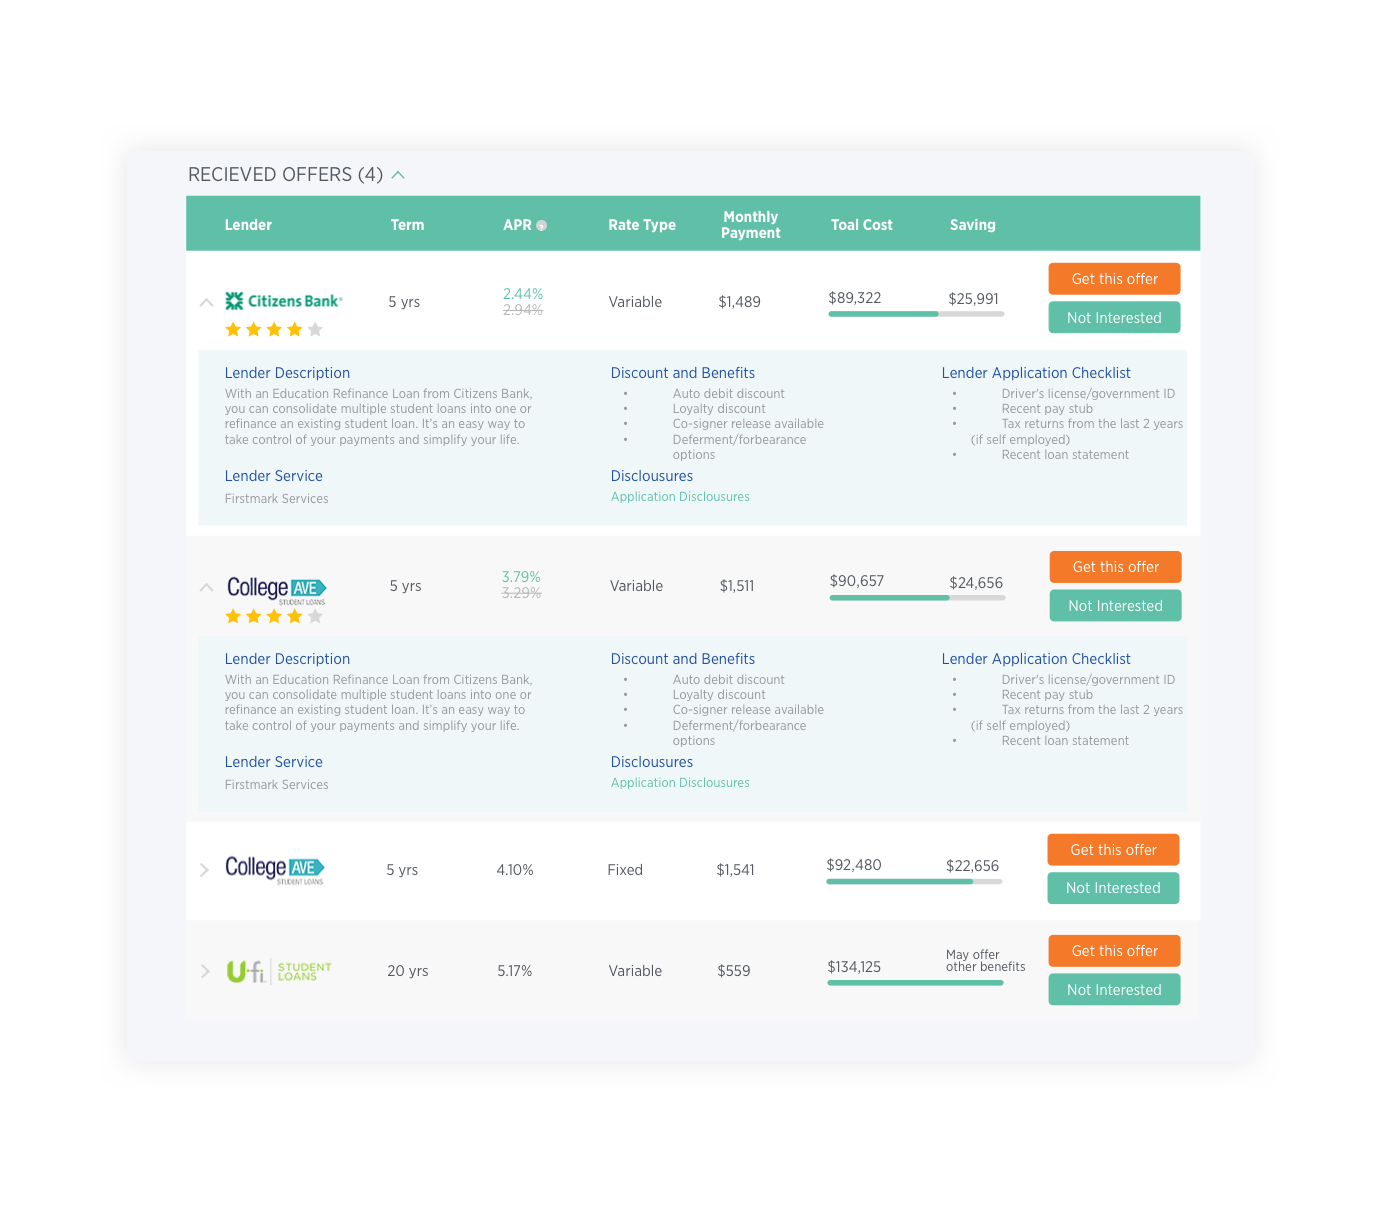 RECIEVED OFFERS (4)
Lender Term APR ? Rate Type Monthly Payment Toal Cost Saving
Citizens Bank®
5 yrs
2.44%
2.94%
Variable
$1,489
$89,322
$25,991
Get this offer
Not Interested
Lender Description
With an Education Refinance Loan from Citizens Bank,
you can consolidate multiple student loans into one or
refinance an existing student loan. It's an easy way to
take control of your payments and simplify your life.
Lender Service
Firstmark Services
Discount and Benefits
• Auto debit discount
• Loyalty discount
• Co-signer release available
• Deferment/forbearance
options
Disclousures
Application Disclousures
Lender Application Checklist
• Driver's license/government ID
• Recent pay stub
• Tax returns from the last 2 years
(if self employed)
• Recent loan statement
College AVE
STUDENT LOANS
5 yrs
3.79%
3.29%
Variable
$1,511
$90,657
$24,656
Get this offer
Not Interested
Lender Description
With an Education Refinance Loan from Citizens Bank,
you can consolidate multiple student loans into one or
refinance an existing student loan. It's an easy way to
take control of your payments and simplify your life.
Lender Service
Firstmark Services
Discount and Benefits
• Auto debit discount
• Loyalty discount
• Co-signer release available
• Deferment/forbearance
options
Disclousures
Application Disclousures
Lender Application Checklist
• Driver's license/government ID
• Recent pay stub
• Tax returns from the last 2 years
(if self employed)
• Recent loan statement
College AVE
STUDENT LOANS
5 yrs
4.10%
Fixed
$1,541
$92,480
$22,656
Get this offer
Not Interested
U-fi
STUDENT
LOANS
20 yrs
5.17%
Variable
$559
$134,125
May offer
other benefits
Get this offer
Not Interested